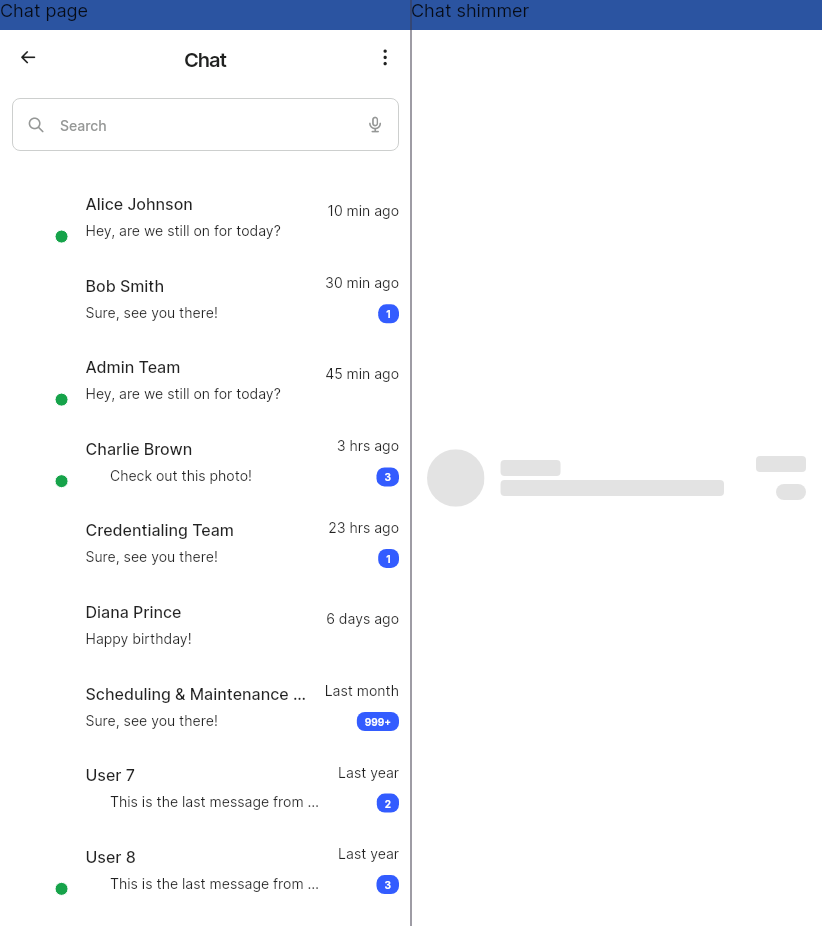 Chat page
Chat shimmer
Chat
Search
Alice Johnson
10 min ago
Hey, are we still on for today?
Bob Smith
30 min ago
Sure, see you there!
1
Admin Team
45 min ago
Hey, are we still on for today?
Charlie Brown
3 hrs ago
Check out this photo!
3
Credentialing Team
23 hrs ago
Sure, see you there!
1
Diana Prince
6 days ago
Happy birthday!
Scheduling & Maintenance ...
Last month
Sure, see you there!
999+
User 7
Last year
This is the last message from ...
2
User 8
Last year
This is the last message from ...
3